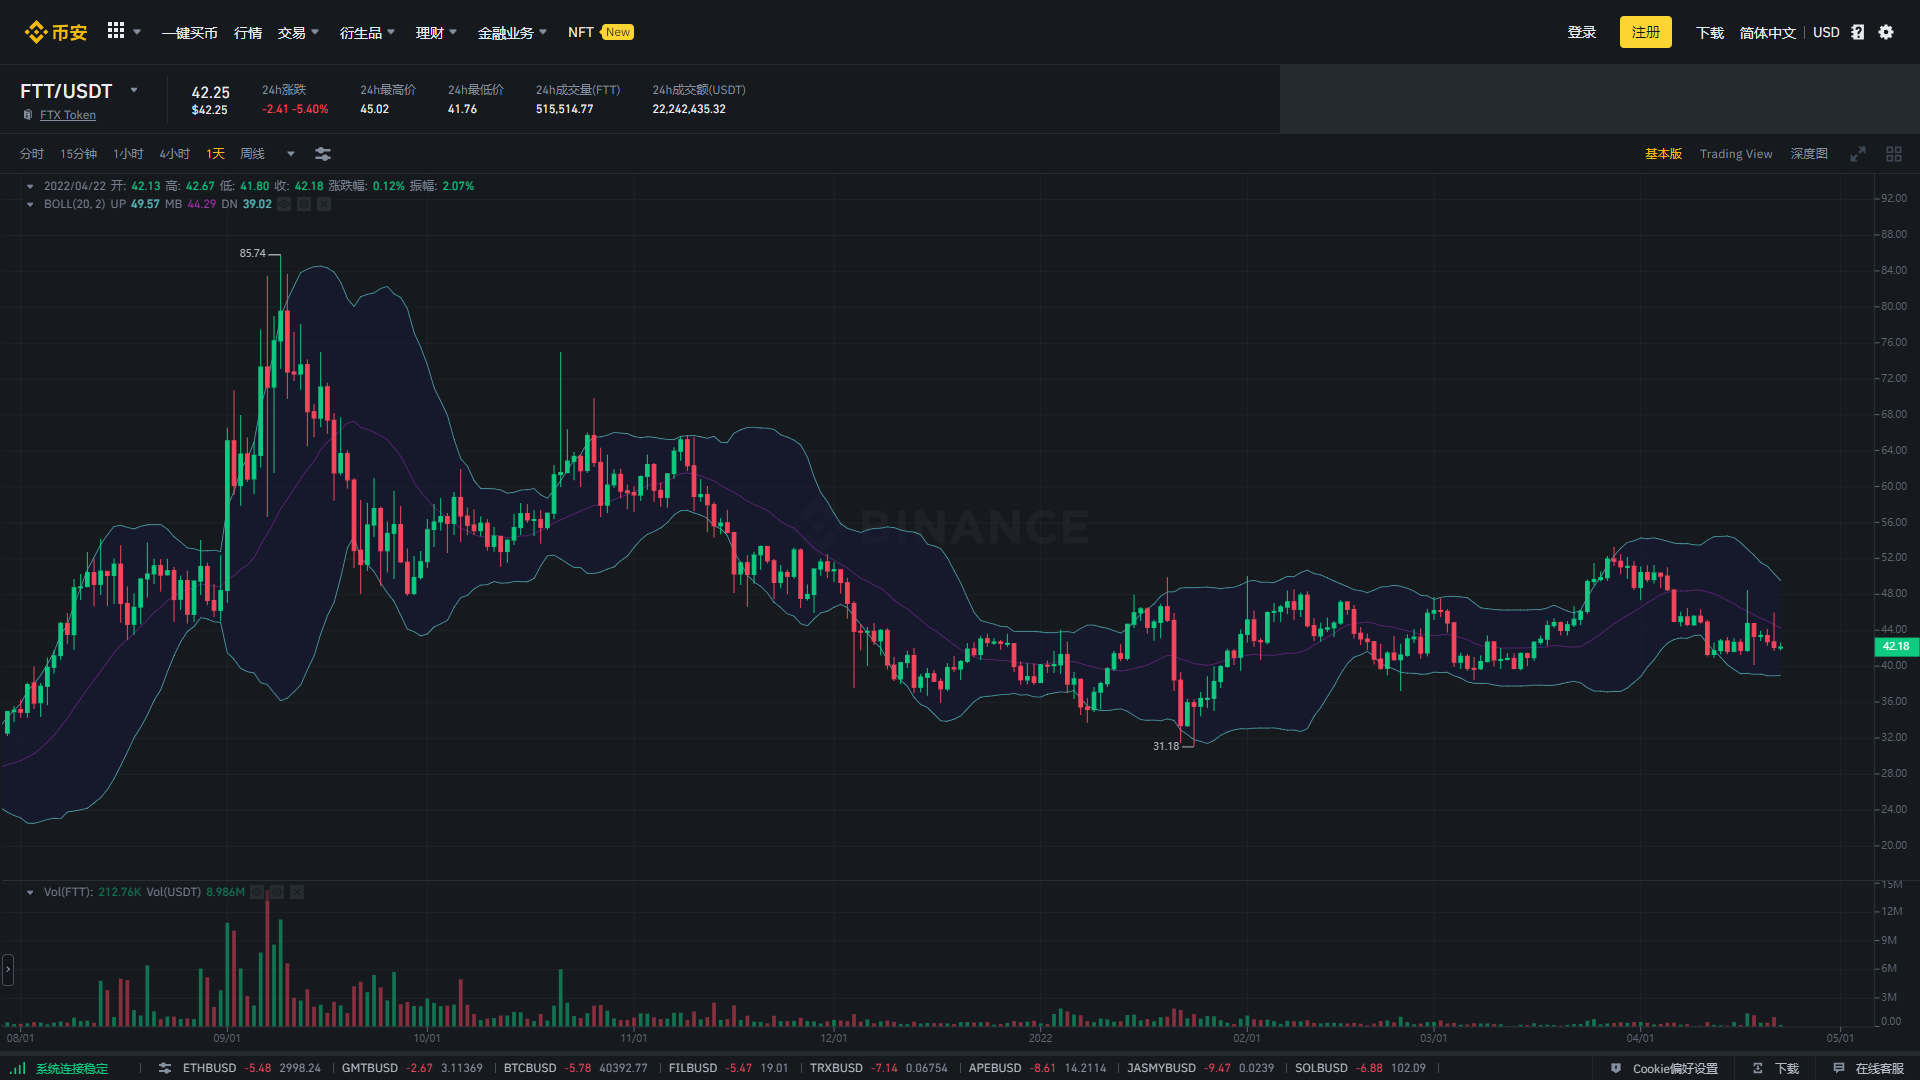 币安 一键买币 行情 交易 衍生品 理财 金融业务 NFT New 登录 注册 下载 简体中文 USD
FTT/USDT
FTX Token
42.25
$42.25
24h涨跌
-2.41 -5.40%
24h最高价
45.02
24h最低价
41.76
24h成交量(FTT)
515,514.77
24h成交额(USDT)
22,242,435.32
分时 15分钟 1小时 4小时 1天 周线 基本版 Trading View 深度图
2022/04/22 开: 42.13 高: 42.67 低: 41.80 收: 42.18 涨跌幅: 0.12% 振幅: 2.07%
BOLL(20, 2) UP 49.57 MB 44.29 DN 39.02
92.00
88.00
85.74
84.00
80.00
76.00
72.00
68.00
64.00
60.00
56.00
BINANCE
52.00
48.00
44.00
42.18
40.00
36.00
32.00
31.18
28.00
24.00
20.00
Vol(FTT): 212.76K Vol(USDT) 8.986M
15M
12M
9M
6M
3M
0.00
08/01 09/01 10/01 11/01 12/01 2022 02/01 03/01 04/01 05/01
系统连接稳定 ETHBUSD -5.48 2998.24 GMTBUSD -2.67 3.11369 BTCBUSD -5.78 40392.77 FILBUSD -5.47 19.01 TRXBUSD -7.14 0.06754 APEBUSD -8.61 14.2114 JASMYBUSD -9.47 0.0239 SOLBUSD -6.88 102.09 Cookie偏好设置 下载 在线客服